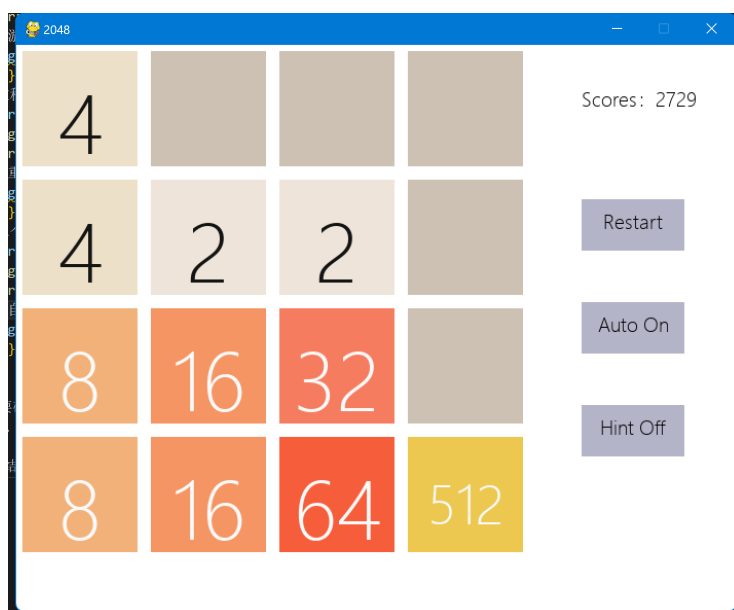 2048
4
Scores: 2729
4 2 2
Restart
8 16 32
Auto On
8 16 64 512
Hint Off